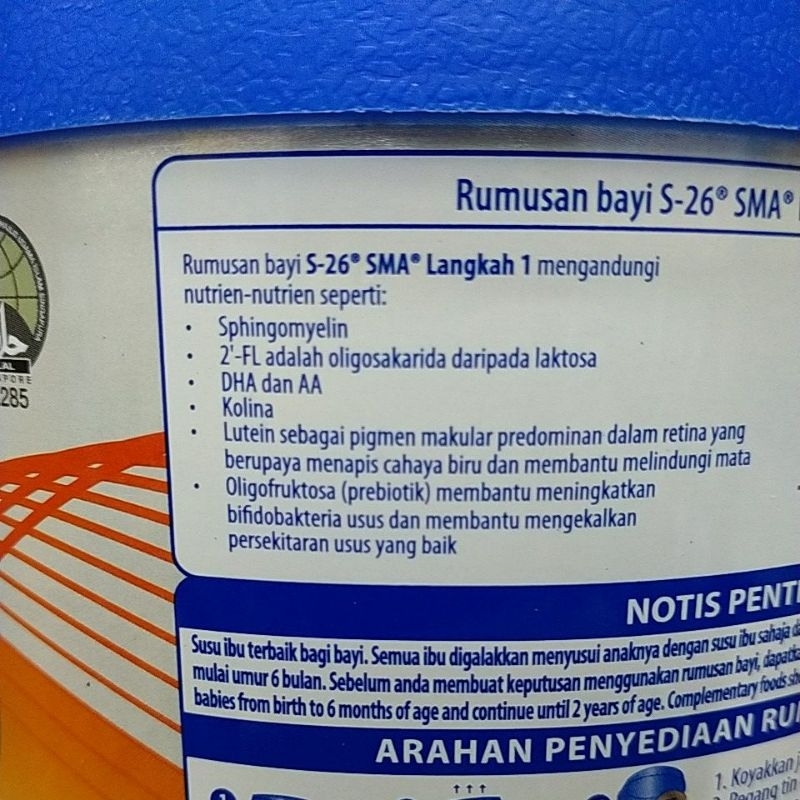 Rumusan bayi S-26® SMA®
Rumusan bayi S-26® SMA® Langkah 1 mengandungi
nutrien-nutrien seperti:
• Sphingomyelin
• 2'-FL adalah oligosakarida daripada laktosa
• DHA dan AA
• Kolina
• Lutein sebagai pigmen makular predominan dalam retina yang
berupaya menapis cahaya biru dan membantu melindungi mata
• Oligofruktosa (prebiotik) membantu meningkatkan
bifidobakteria usus dan membantu mengekalkan
persekitaran usus yang baik
285
NOTIS
Susu ibu terbaik bagi bayi. Semua ibu digalakkan menyusui anaknya dengan susu ibu sahaja
mulai umur 6 bulan. Sebelum anda membuat keputusan menggunakan rumusan bayi,
babies from birth to 6 months of age and continue until 2 years of age. Complementary foods
ARAHAN PENYEDIAAN
1
1. Koyakkan
2. Pegang tin